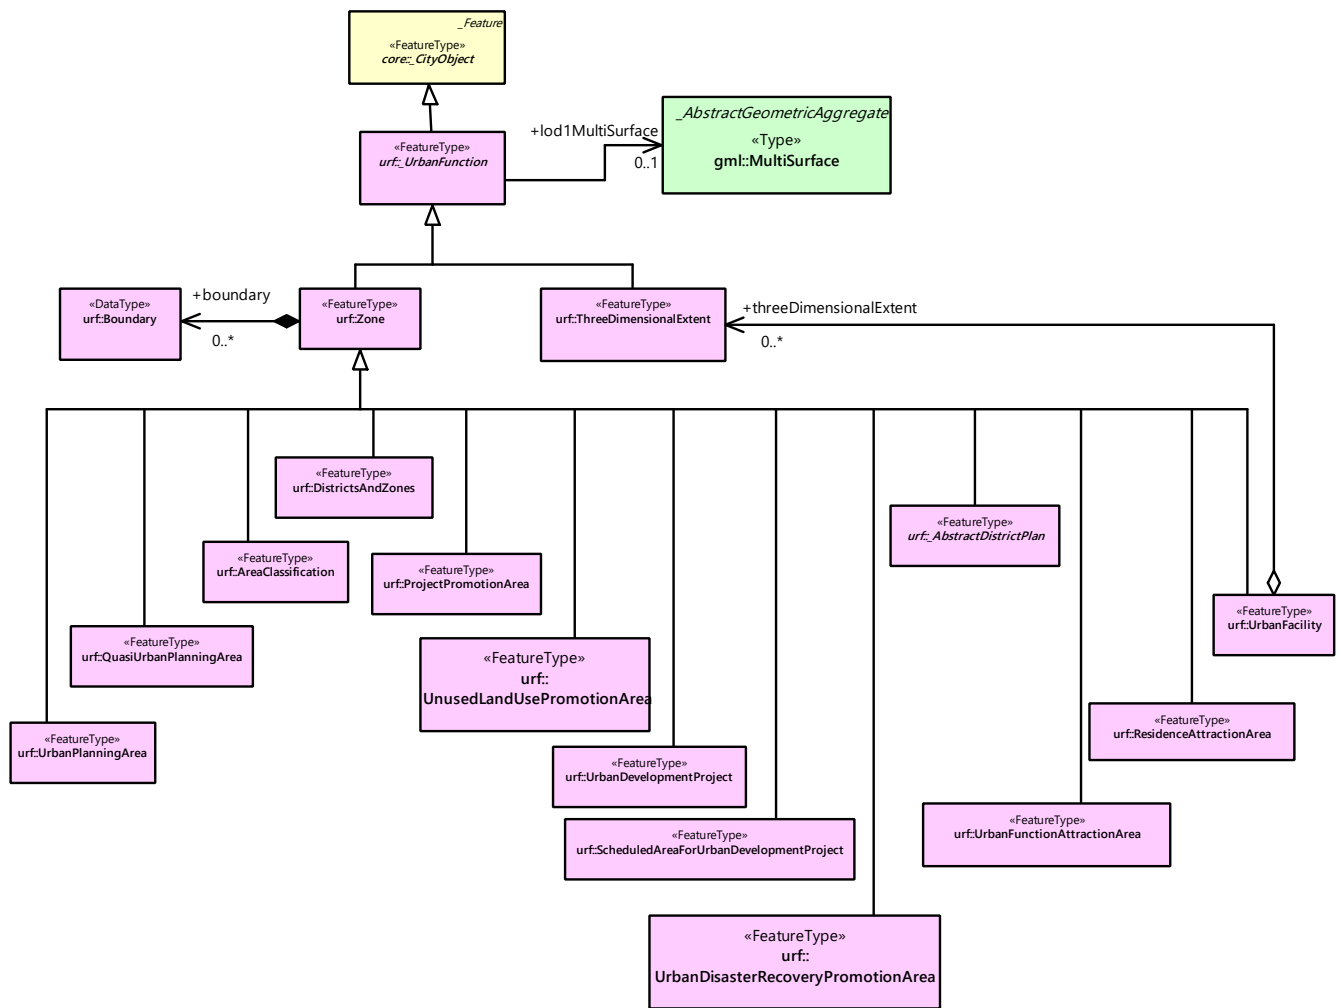 _Feature
«FeatureType»
core::_CityObject
_AbstractGeometricAggregate
«Type»
gml::MultiSurface
+lod1MultiSurface
0..1
«FeatureType»
urf::_UrbanFunction
«DataType»
urf::Boundary
+boundary
0..*
«FeatureType»
urf::Zone
«FeatureType»
urf::ThreeDimensionalExtent
+threeDimensionalExtent
0..*
«FeatureType»
urf::DistrictsAndZones
«FeatureType»
urf::_AbstractDistrictPlan
«FeatureType»
urf::AreaClassification
«FeatureType»
urf::ProjectPromotionArea
«FeatureType»
urf::UrbanFacility
«FeatureType»
urf::QuasiUrbanPlanningArea
«FeatureType»
urf::
UnusedLandUsePromotionArea
«FeatureType»
urf::ResidenceAttractionArea
«FeatureType»
urf::UrbanPlanningArea
«FeatureType»
urf::UrbanDevelopmentProject
«FeatureType»
urf::UrbanFunctionAttractionArea
«FeatureType»
urf::ScheduledAreaForUrbanDevelopmentProject
«FeatureType»
urf::
UrbanDisasterRecoveryPromotionArea